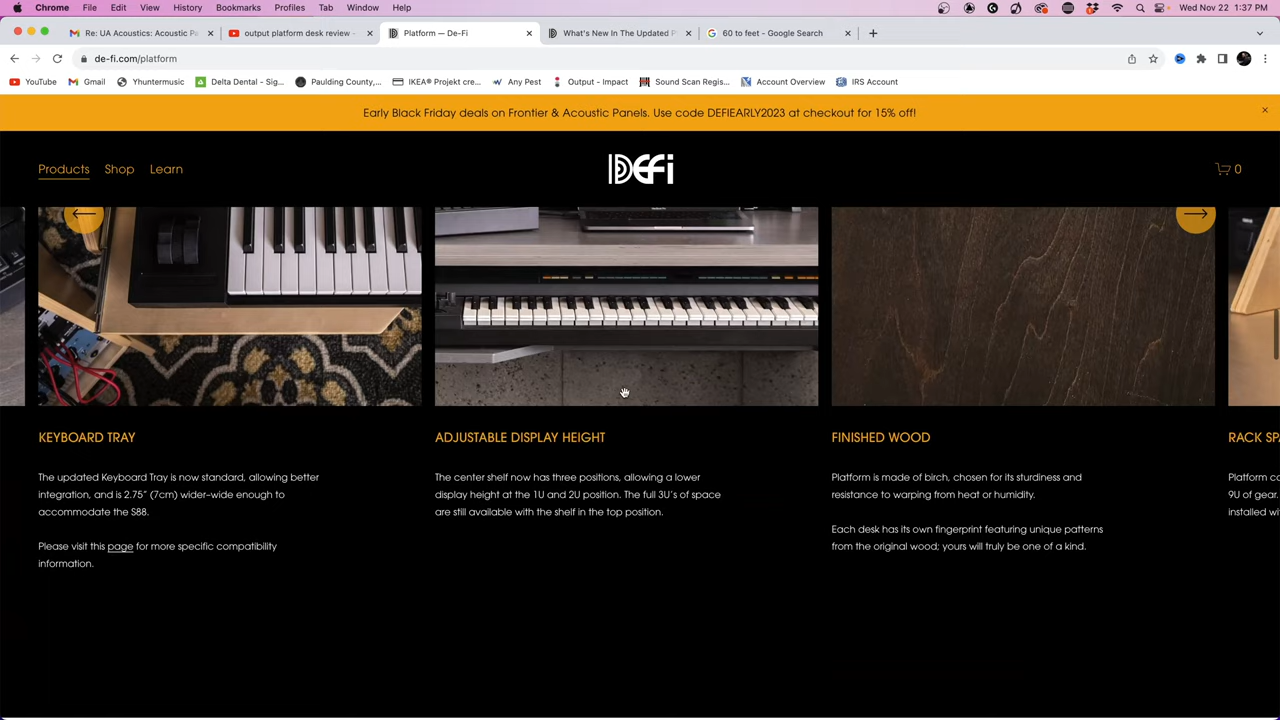 Chrome File Edit View History Bookmarks Profiles Tab Window Help Wed Nov 22 1:37 PM
Re: UA Acoustics: Acoustic Pa output platform desk review - Platform — De-Fi What's New In The Updated P 60 to feet - Google Search
de-fi.com/platform
YouTube Gmail Yhuntermusic Delta Dental - Sig... Paulding County,... IKEA® Projekt cre... Any Pest Output - Impact Sound Scan Regis... Account Overview IRS Account
Early Black Friday deals on Frontier & Acoustic Panels. Use code DEFIEARLY2023 at checkout for 15% off!
Products Shop Learn DEFi 0
KEYBOARD TRAY
The updated Keyboard Tray is now standard, allowing better
integration, and is 2.75” (7cm) wider–wide enough to
accommodate the S88.
Please visit this page for more specific compatibility
information.
ADJUSTABLE DISPLAY HEIGHT
The center shelf now has three positions, allowing a lower
display height at the 1U and 2U position. The full 3U's of space
are still available with the shelf in the top position.
FINISHED WOOD
Platform is made of birch, chosen for its sturdiness and
resistance to warping from heat or humidity.
Each desk has its own fingerprint featuring unique patterns
from the original wood; yours will truly be one of a kind.
RACK SPA
Platform co
9U of gear.
installed wi